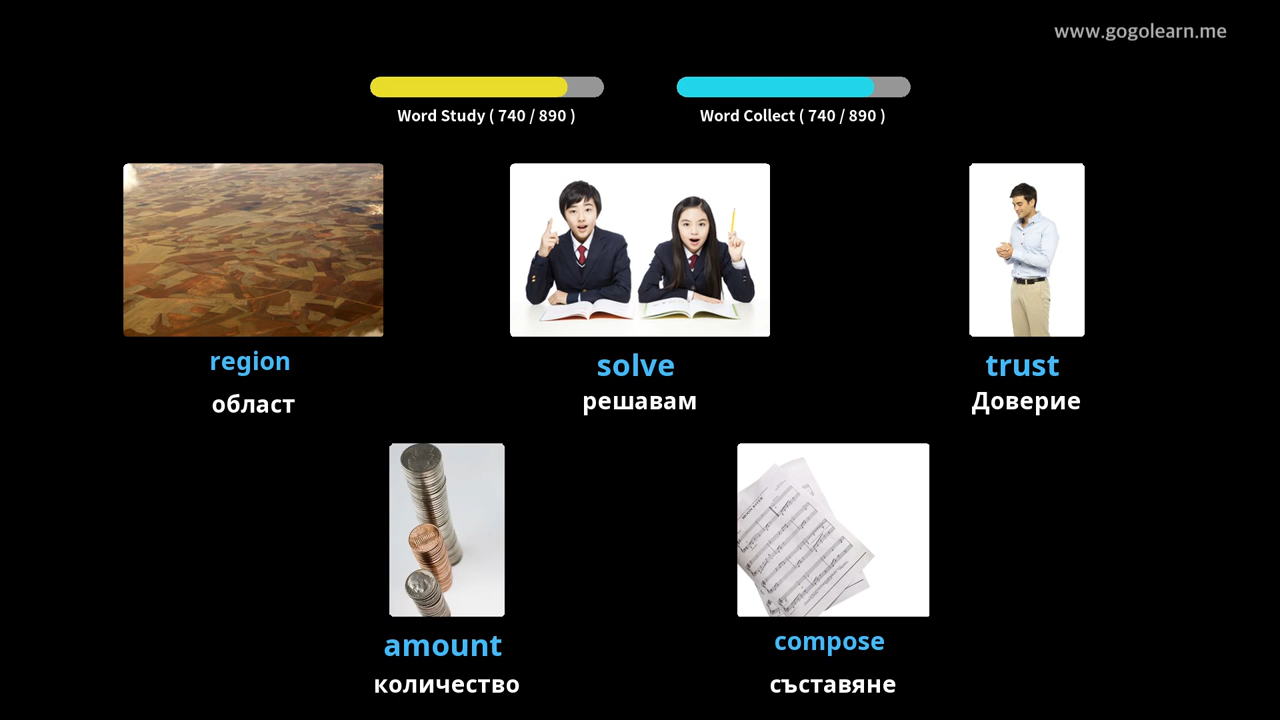 www.gogolearn.me
Word Study ( 740 / 890 )
Word Collect ( 740 / 890 )
region
област
solve
решавам
trust
Доверие
amount
количество
compose
съставяне